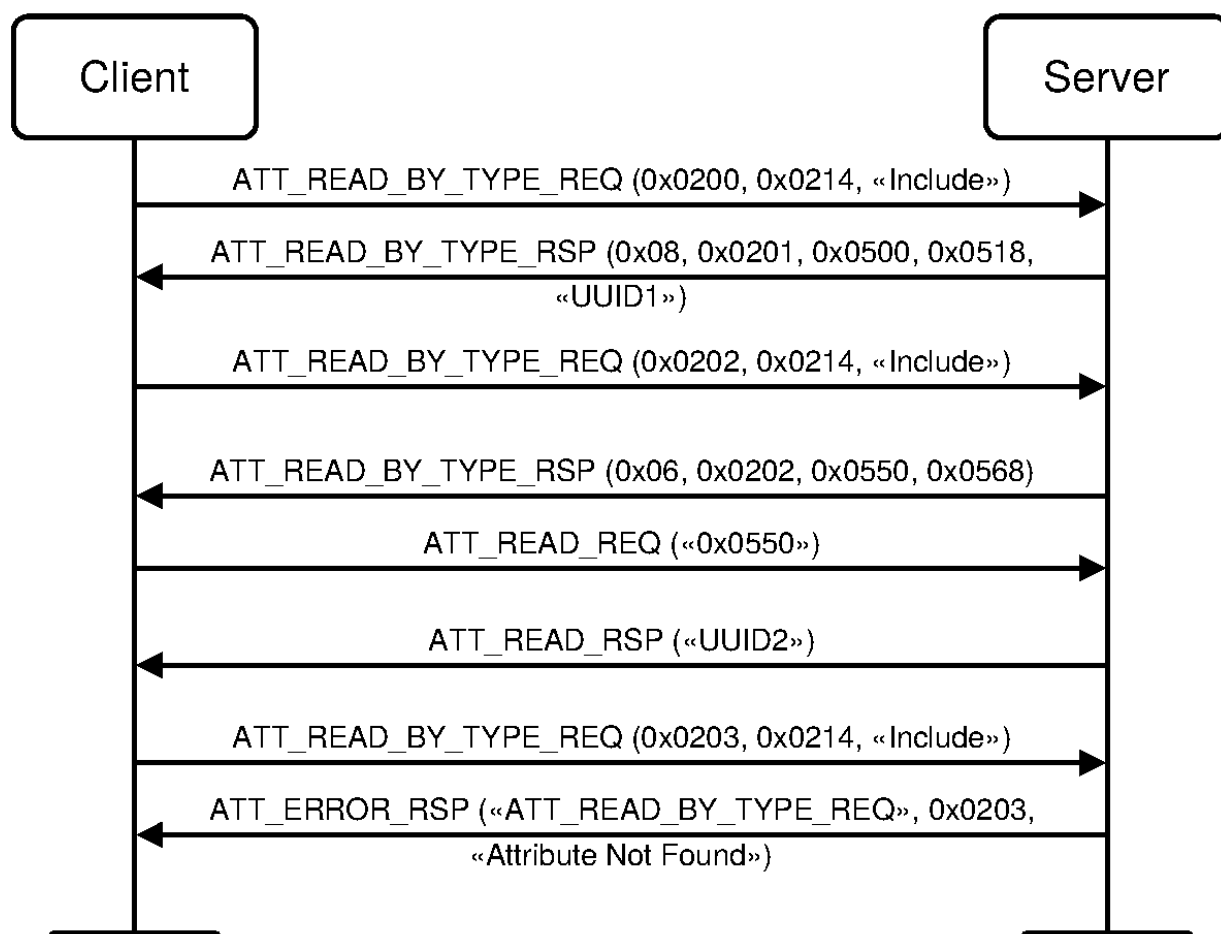 Client
Server
ATT_READ_BY_TYPE_REQ (0x0200, 0x0214, «Include»)
ATT_READ_BY_TYPE_RSP (0x08, 0x0201, 0x0500, 0x0518,
«UUID1»)
ATT_READ_BY_TYPE_REQ (0x0202, 0x0214, «Include»)
ATT_READ_BY_TYPE_RSP (0x06, 0x0202, 0x0550, 0x0568)
ATT_READ_REQ («0x0550»)
ATT_READ_RSP («UUID2»)
ATT_READ_BY_TYPE_REQ (0x0203, 0x0214, «Include»)
ATT_ERROR_RSP («ATT_READ_BY_TYPE_REQ», 0x0203,
«Attribute Not Found»)